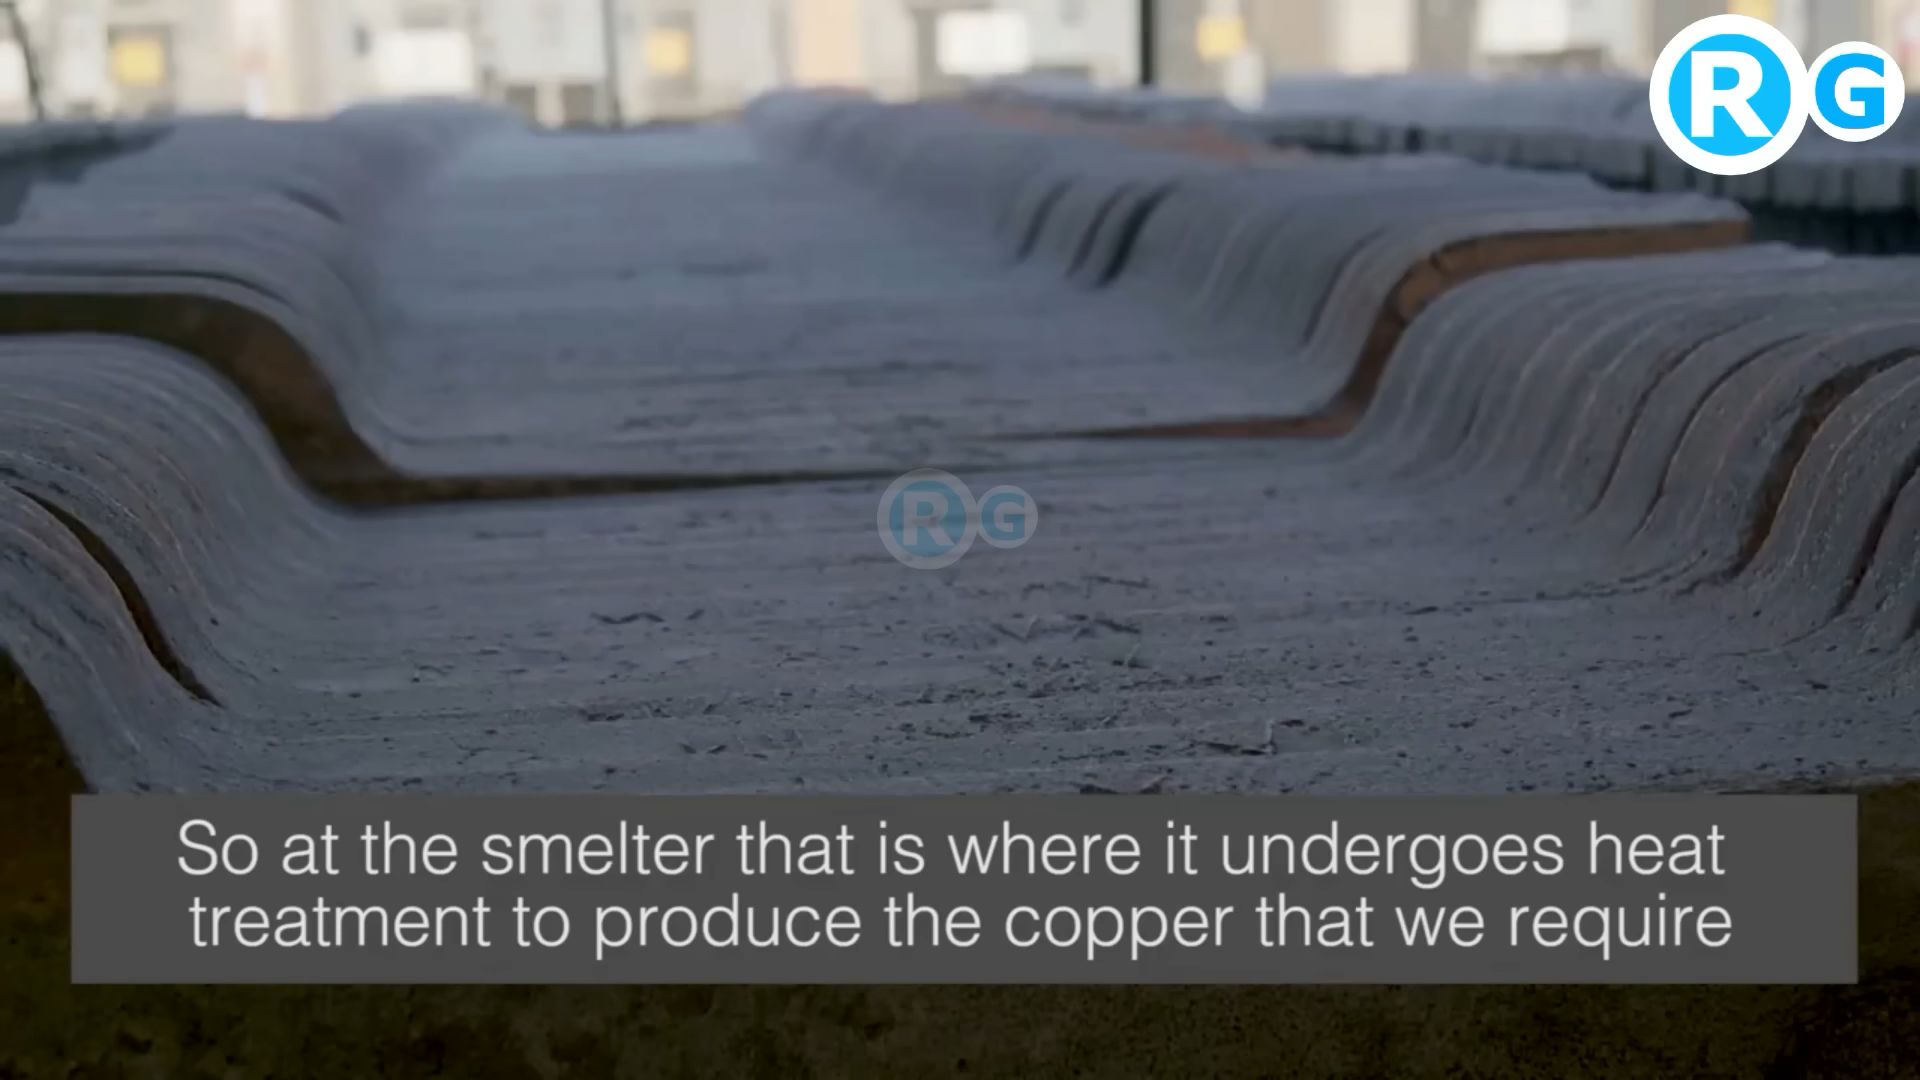 RG
So at the smelter that is where it undergoes heat
treatment to produce the copper that we require
RG